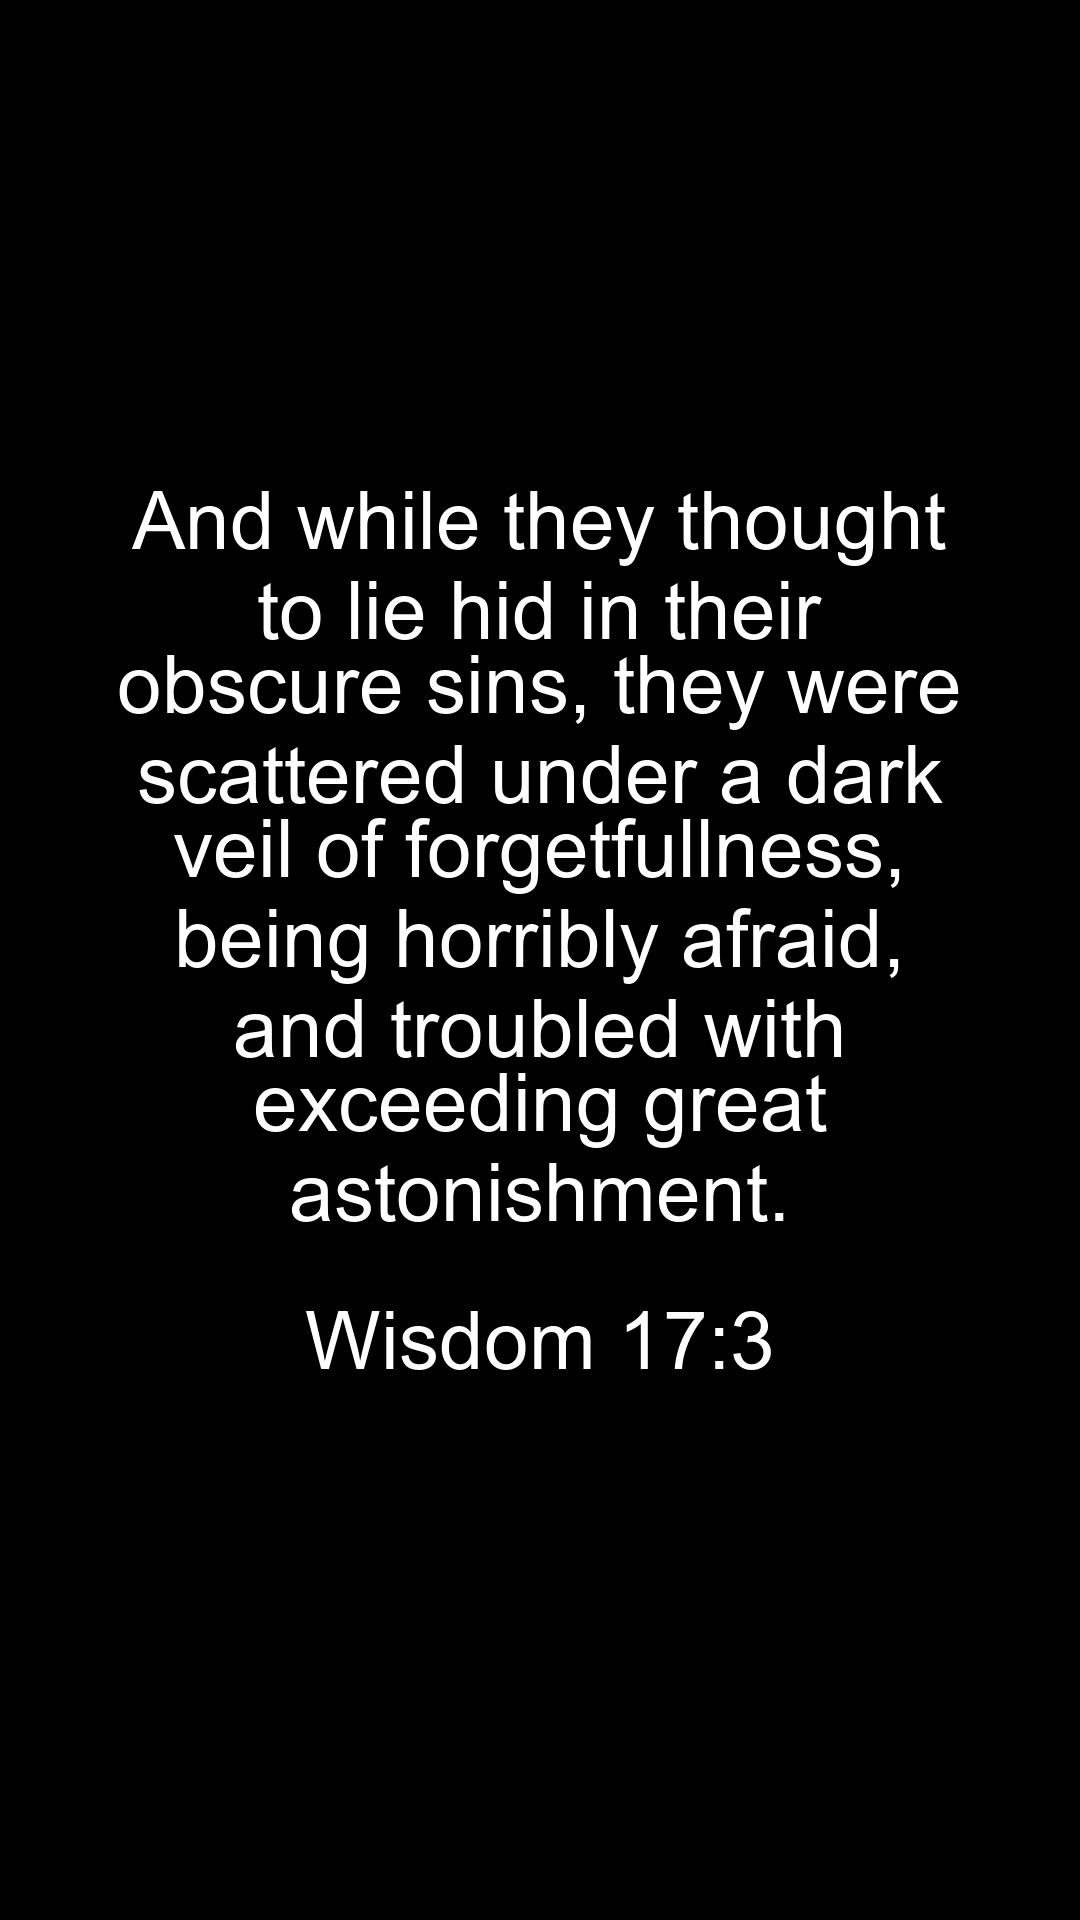 And while they thought
to lie hid in their
obscure sins, they were
scattered under a dark
veil of forgetfullness,
being horribly afraid,
and troubled with
exceeding great
astonishment.
Wisdom 17:3